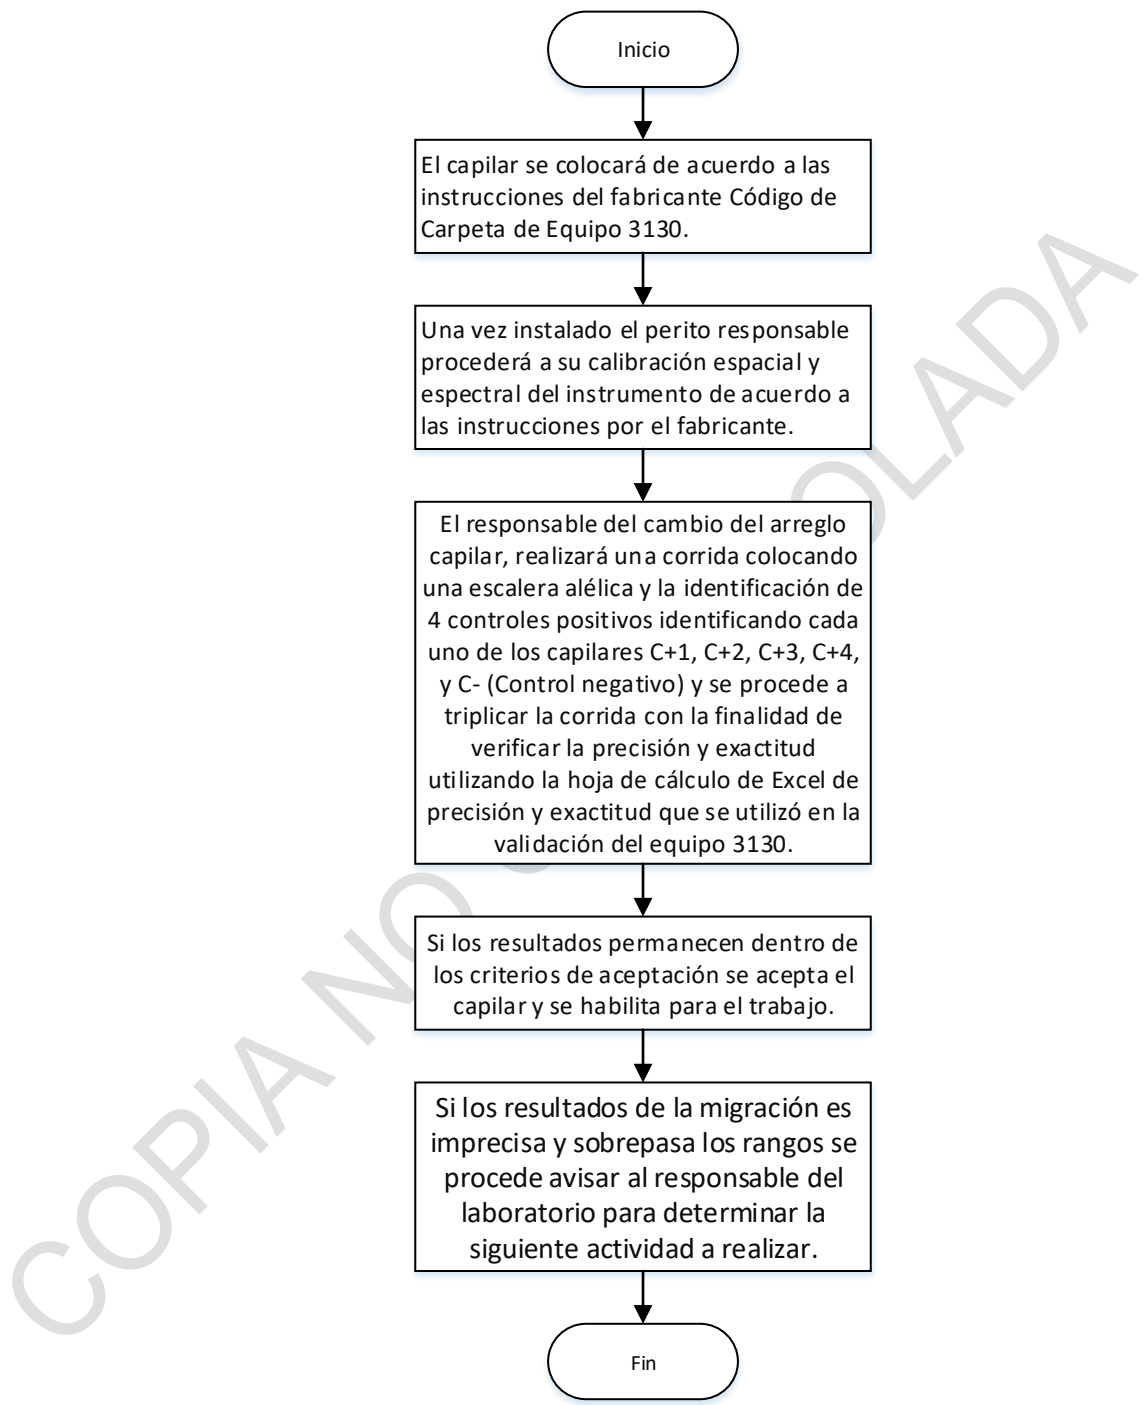 Inicio
El capilar se colocará de acuerdo a las
instrucciones del fabricante Código de
Carpeta de Equipo 3130.
Una vez instalado el perito responsable
procederá a su calibración espacial y
espectral del instrumento de acuerdo a
las instrucciones por el fabricante.
El responsable del cambio del arreglo
capilar, realizará una corrida colocando
una escalera alélica y la identificación de
4 controles positivos identificando cada
uno de los capilares C+1, C+2, C+3, C+4,
y C- (Control negativo) y se procede a
triplicar la corrida con la finalidad de
verificar la precisión y exactitud
utilizando la hoja de cálculo de Excel de
precisión y exactitud que se utilizó en la
validación del equipo 3130.
Si los resultados permanecen dentro de
los criterios de aceptación se acepta el
capilar y se habilita para el trabajo.
Si los resultados de la migración es
imprecisa y sobrepasa los rangos se
procede avisar al responsable del
laboratorio para determinar la
siguiente actividad a realizar.
Fin
COPIA NO